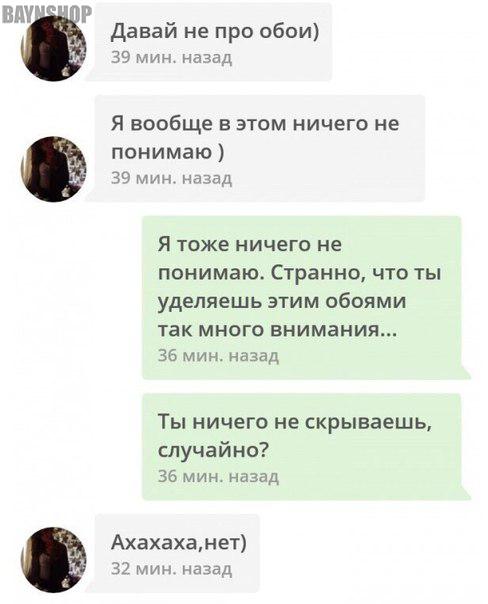 BAYNSHOP
Давай не про обои)
39 мин. назад
Я вообще в этом ничего не
понимаю )
39 мин. назад
Я тоже ничего не
понимаю. Странно, что ты
уделяешь этим обоями
так много внимания...
36 мин. назад
Ты ничего не скрываешь,
случайно?
36 мин. назад
Ахахаха,нет)
32 мин. назад